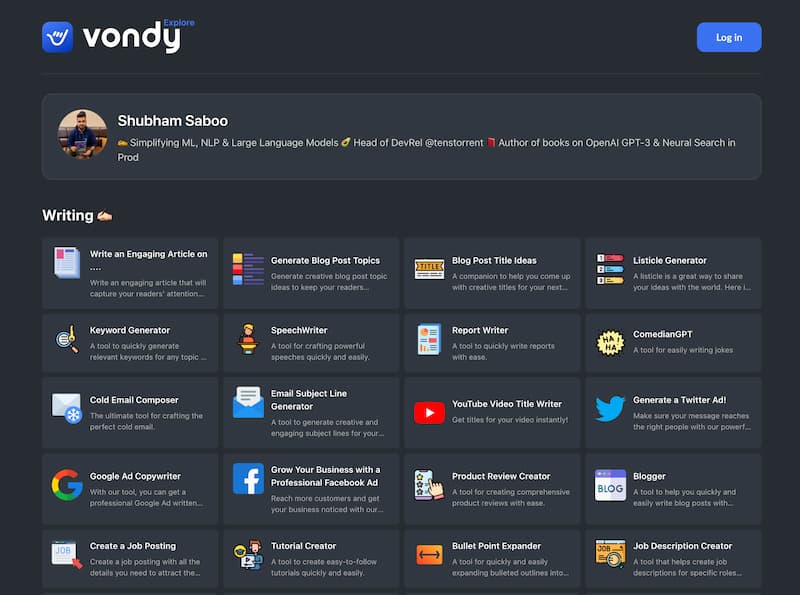 Explore
vondy
Log in
Shubham Saboo
Simplifying ML, NLP & Large Language Models 🥑 Head of DevRel @tenstorrent 📕 Author of books on OpenAI GPT-3 & Neural Search in
Prod
Writing ✍🏻
Write an Engaging Article on
....
Write an engaging article that will
capture your readers' attention...
Generate Blog Post Topics
Generate creative blog post topic
ideas to keep your readers...
TITLE
Blog Post Title Ideas
A companion to help you come up
with creative titles for your next...
1
2
3
Listicle Generator
A listicle is a great way to share
your ideas with the world. Here i...
Keyword Generator
A tool to quickly generate
relevant keywords for any topic ...
SpeechWriter
A tool for crafting powerful
speeches quickly and easily.
Report Writer
A tool to quickly write reports
with ease.
HA
HA
ComedianGPT
A tool for easily writing jokes
Cold Email Composer
The ultimate tool for crafting the
perfect cold email.
Email Subject Line
Generator
A tool to generate creative and
engaging subject lines for your...
YouTube Video Title Writer
Get titles for your video instantly!
Generate a Twitter Ad!
Make sure your message reaches
the right people with our powerf...
Google Ad Copywriter
With our tool, you can get a
professional Google Ad written...
Grow Your Business with a
Professional Facebook Ad
Reach more customers and get
your business noticed with our...
Product Review Creator
A tool for creating comprehensive
product reviews with ease.
BLOG
Blogger
A tool to help you quickly and
easily write blog posts with...
JOB
Create a Job Posting
Create a job posting with all the
details you need to attract the...
Tutorial Creator
A tool to create easy-to-follow
tutorials quickly and easily.
Bullet Point Expander
A tool for quickly and easily
expanding bulleted outlines into...
JOB
Job Description Creator
A tool that helps create job
descriptions for specific roles...